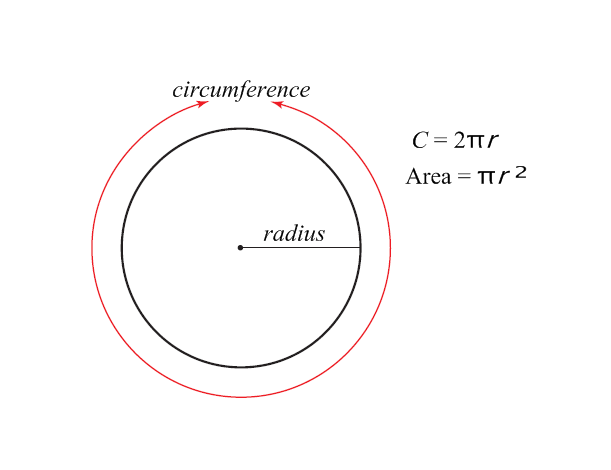 circumference
C = 2πr
Area = πr²
radius